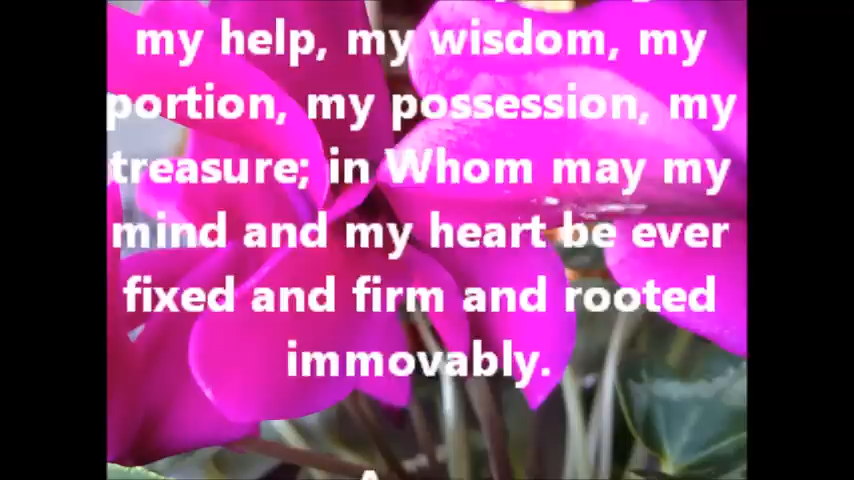 my help, my wisdom, my
portion, my possession, my
treasure; in Whom may my
mind and my heart be ever
fixed and firm and rooted
immovably.